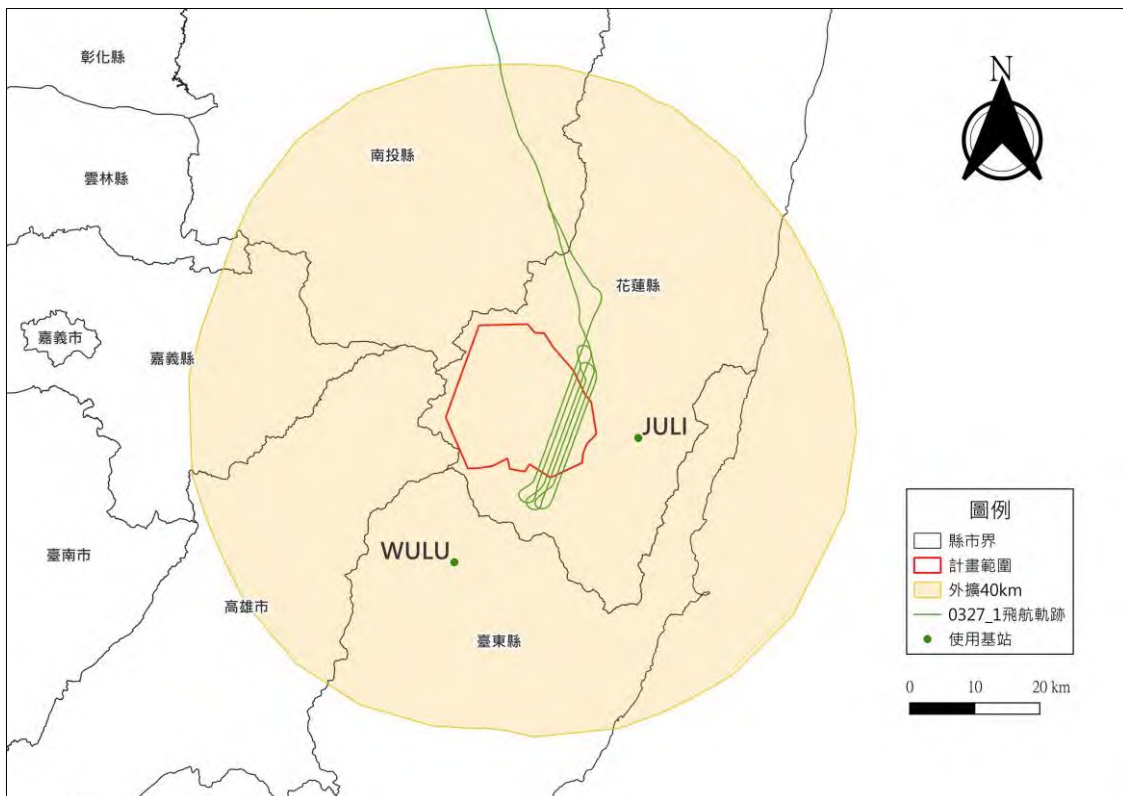 彰化縣
N
南投縣
雲林縣
花蓮縣
嘉義市
嘉義縣
JULI
圖例
縣市界
WULU
臺南市
計畫範圍
外擴40km
高雄市
0327_1飛航軌跡
臺東縣
使用基站
0 10 20 km